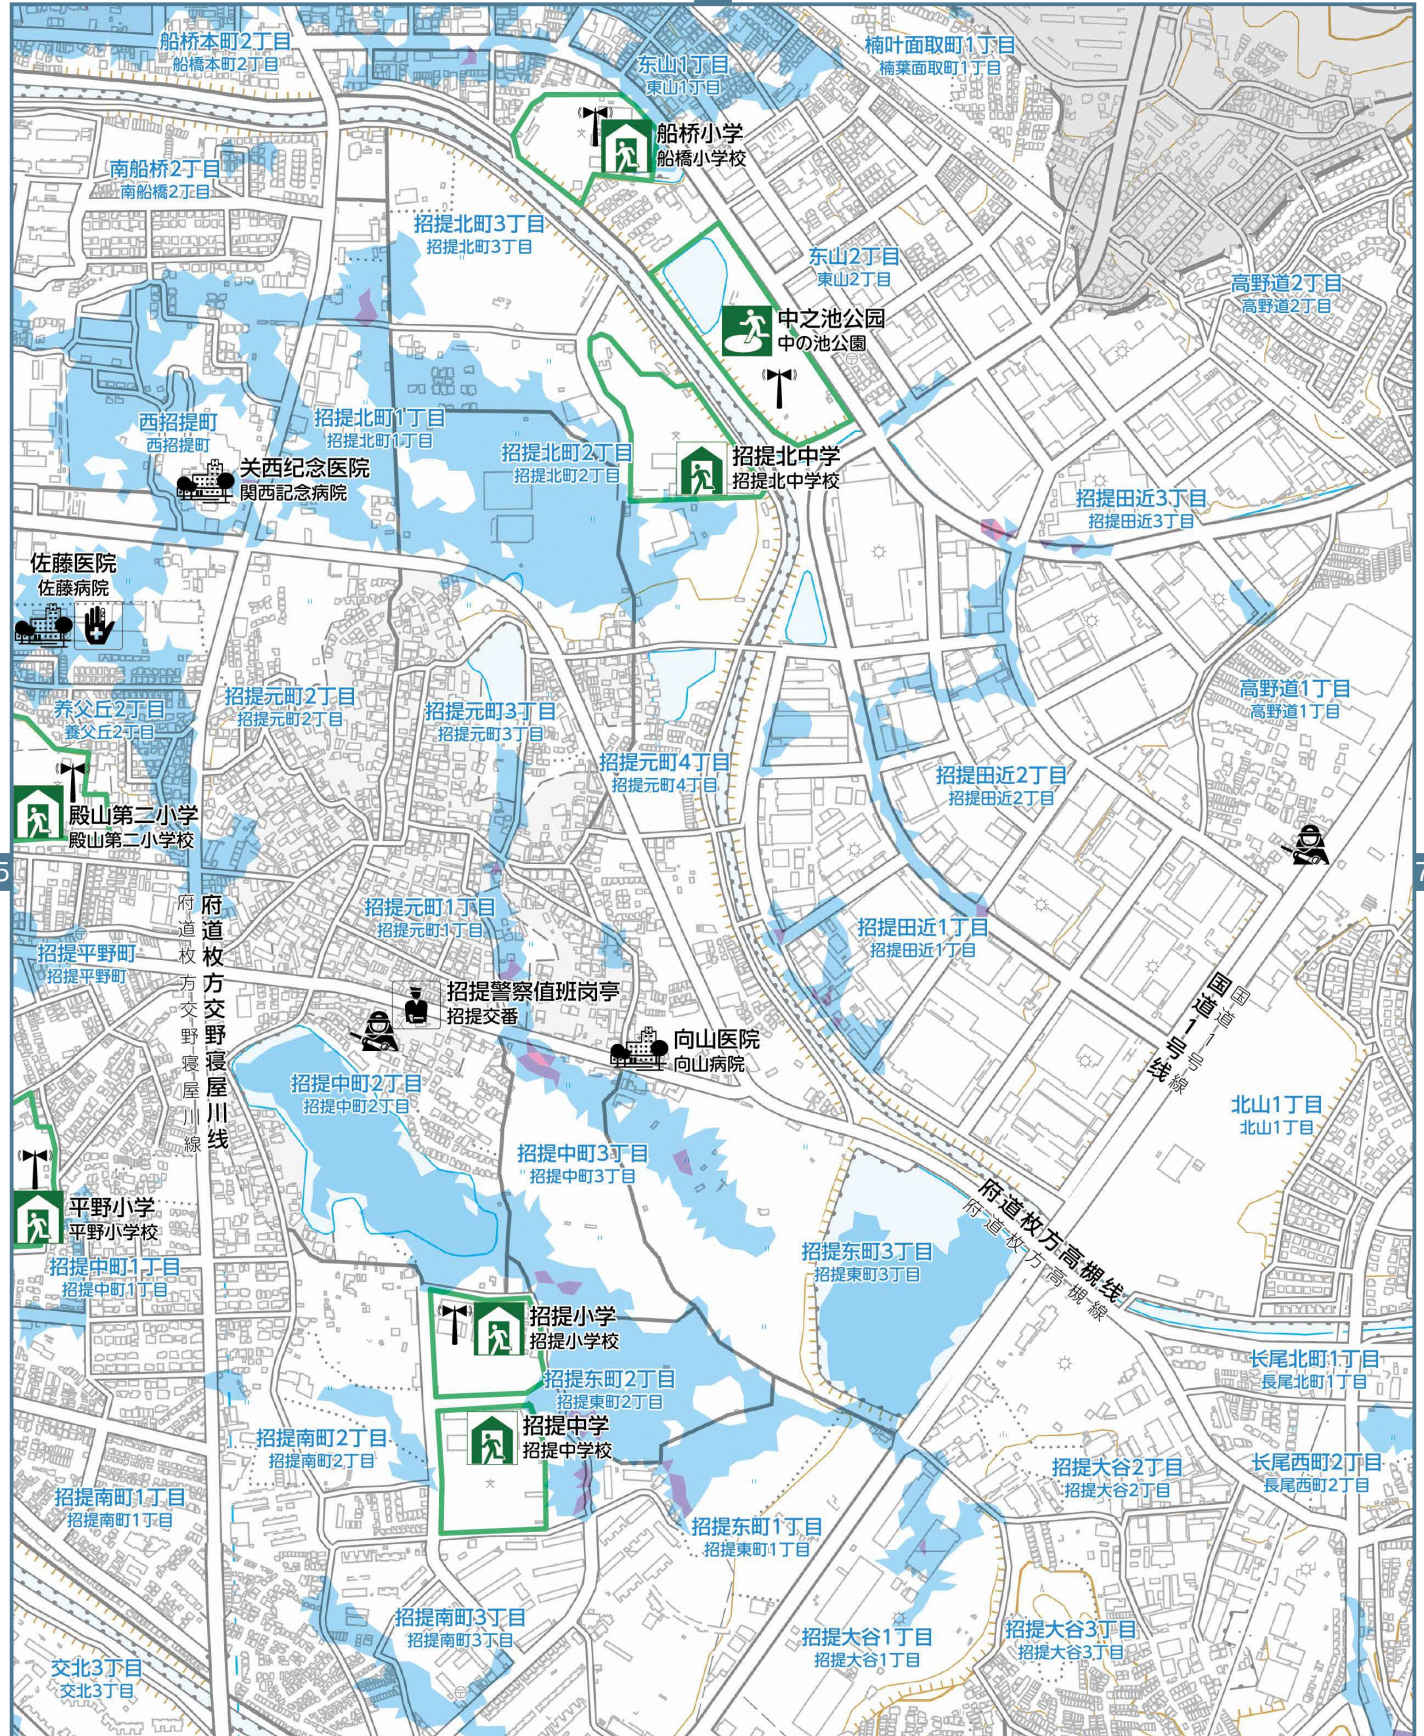 船桥本町2丁目
船橋本町2丁目
东山1丁目
東山1丁目
楠叶面取町1丁目
楠葉面取町1丁目
船桥小学
船橋小学校
南船桥2丁目
南船橋2丁目
招提北町3丁目
招提北町3丁目
东山2丁目
東山2丁目
高野道2丁目
高野道2丁目
中之池公园
中の池公園
西招提町
西招提町
招提北町1丁目
招提北町1丁目
招提北町2丁目
招提北町2丁目
招提北中学
招提北中学校
关西纪念医院
関西記念病院
招提田近3丁目
招提田近3丁目
佐藤医院
佐藤病院
养父丘2丁目
養父丘2丁目
招提元町2丁目
招提元町2丁目
招提元町3丁目
招提元町3丁目
高野道1丁目
高野道1丁目
招提元町4丁目
招提元町4丁目
招提田近2丁目
招提田近2丁目
殿山第二小学
殿山第二小学校
5
7
府道枚方交野寝屋川线
府道枚方交野寝屋川線
招提元町1丁目
招提元町1丁目
招提田近1丁目
招提田近1丁目
招提平野町
招提平野町
招提警察值班岗亭
招提交番
国道1号线
国道1号線
向山医院
向山病院
招提中町2丁目
招提中町2丁目
北山1丁目
北山1丁目
招提中町3丁目
招提中町3丁目
平野小学
平野小学校
府道枚方高槻线
府道枚方高槻線
招提东町3丁目
招提東町3丁目
招提中町1丁目
招提中町1丁目
招提小学
招提小学校
长尾北町1丁目
長尾北町1丁目
招提东町2丁目
招提東町2丁目
招提中学
招提中学校
招提南町2丁目
招提南町2丁目
招提大谷2丁目
招提大谷2丁目
长尾西町2丁目
長尾西町2丁目
招提南町1丁目
招提南町1丁目
招提东町1丁目
招提東町1丁目
招提南町3丁目
招提南町3丁目
招提大谷1丁目
招提大谷1丁目
招提大谷3丁目
招提大谷3丁目
交北3丁目
交北3丁目